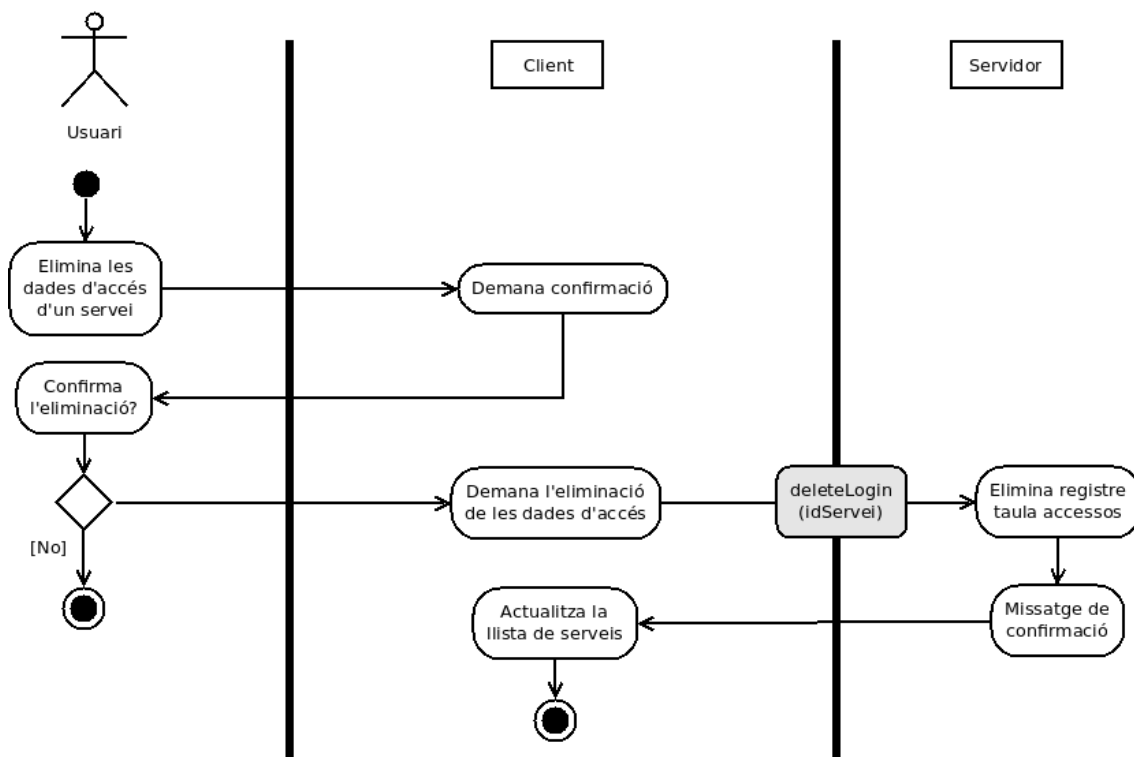 Usuari
Client
Servidor
Elimina les
dades d'accés
d'un servei
Demana confirmació
Confirma
l'eliminació?
Demana l'eliminació
de les dades d'accés
deleteLogin
(idServei)
Elimina registre
taula accessos
[No]
Actualitza la
llista de serveis
Missatge de
confirmació